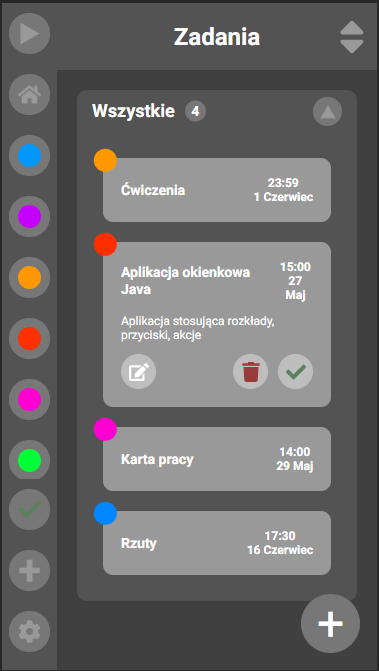 Zadania
Wszystkie 4
Ćwiczenia
23:59
1 Czerwiec
Aplikacja okienkowa
Java
15:00
27
Maj
Aplikacja stosująca rozkłady,
przyciski, akcje
Karta pracy
14:00
29 Maj
Rzuty
17:30
16 Czerwiec